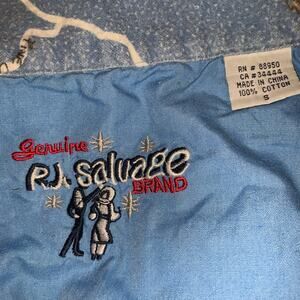 RN # 88950
CA # 34444
MADE IN CHINA
100% COTTON
S
Genuine
R.J. Salvage
BRAND